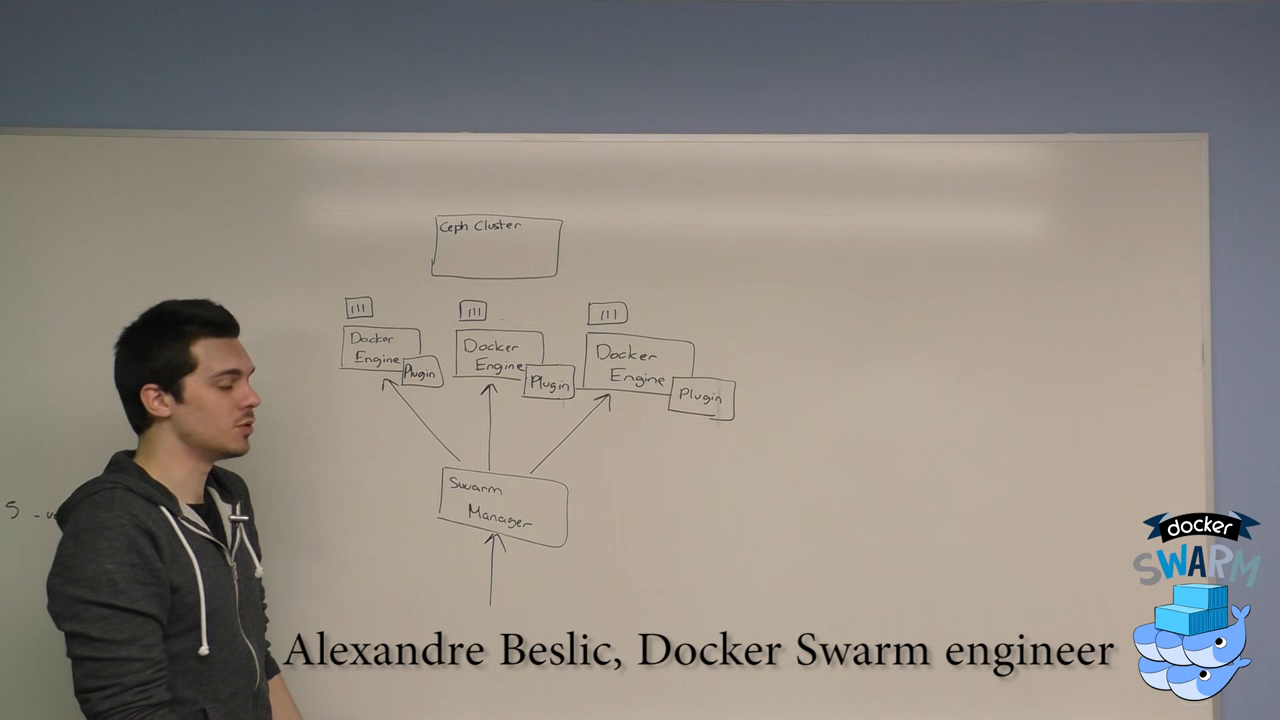 Ceph Cluster
Docker
Engine
Plugin
Docker
Engine
Plugin
Docker
Engine
Plugin
Swarm
Manager
Alexandre Beslic, Docker Swarm engineer
docker
SWARM